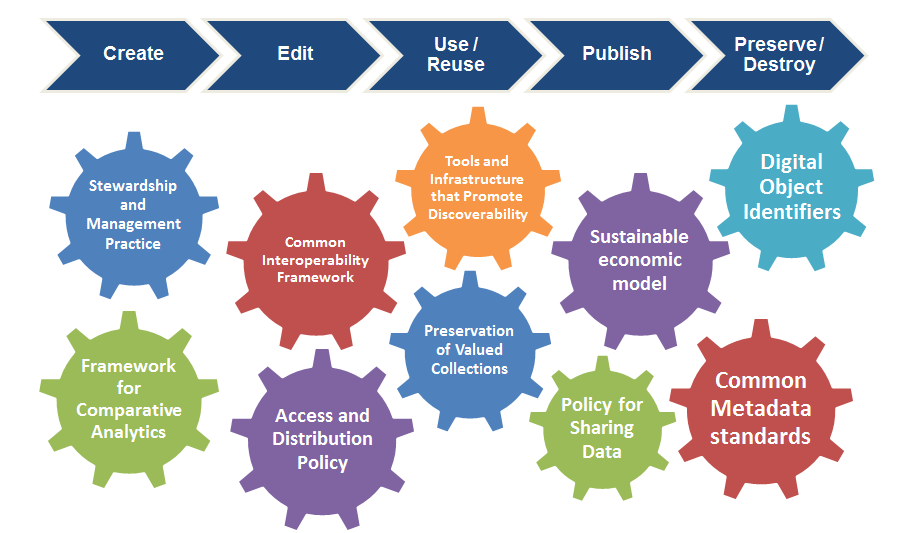 Create
Edit
Use /
Reuse
Publish
Preserve /
Destroy
Stewardship
and
Management
Practice
Common
Interoperability
Framework
Tools and
Infrastructure
that Promote
Discoverability
Sustainable
economic
model
Digital
Object
Identifiers
Framework
for
Comparative
Analytics
Access and
Distribution
Policy
Preservation
of Valued
Collections
Policy for
Sharing
Data
Common
Metadata
standards